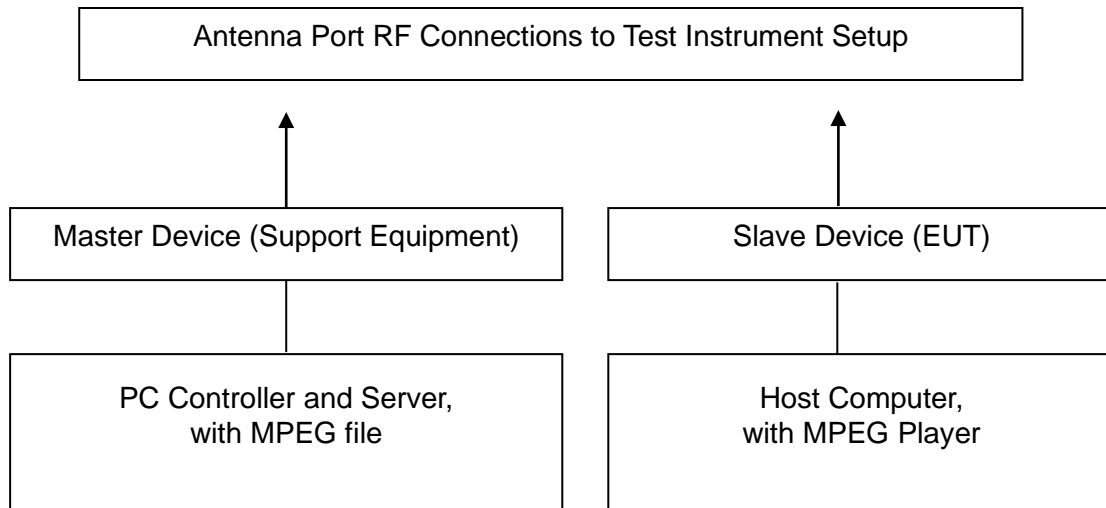 Antenna Port RF Connections to Test Instrument Setup
Master Device (Support Equipment)
Slave Device (EUT)
PC Controller and Server,
with MPEG file
Host Computer,
with MPEG Player